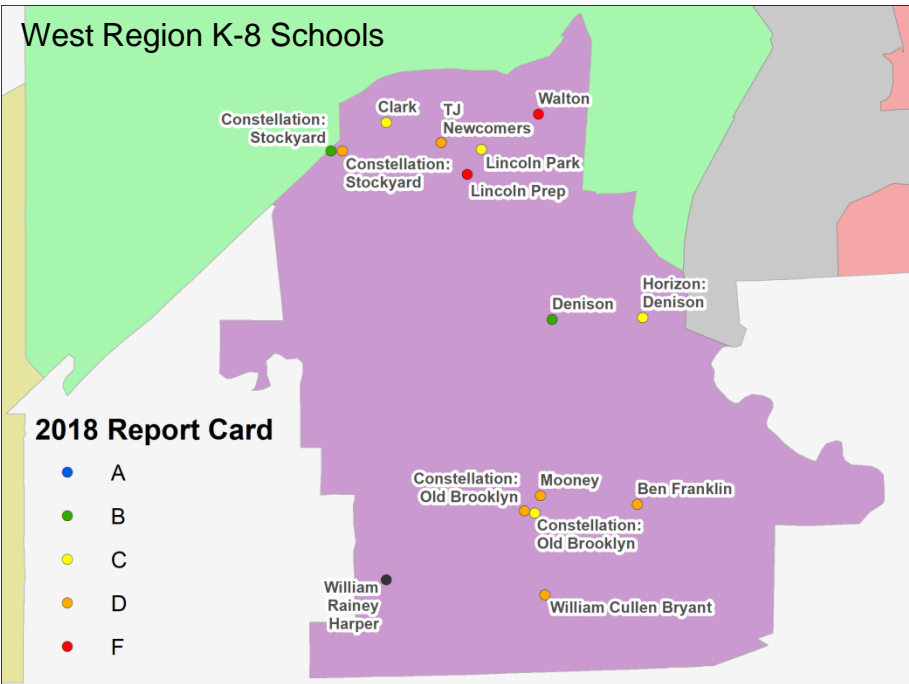 West Region K-8 Schools
Clark
TJ
Newcomers
Walton
Constellation:
Stockyard
Constellation:
Stockyard
Lincoln Park
Lincoln Prep
Denison
Horizon:
Denison
2018 Report Card
A
B
C
D
F
Constellation:
Old Brooklyn
Mooney
Ben Franklin
Constellation:
Old Brooklyn
William
Rainey
Harper
William Cullen Bryant